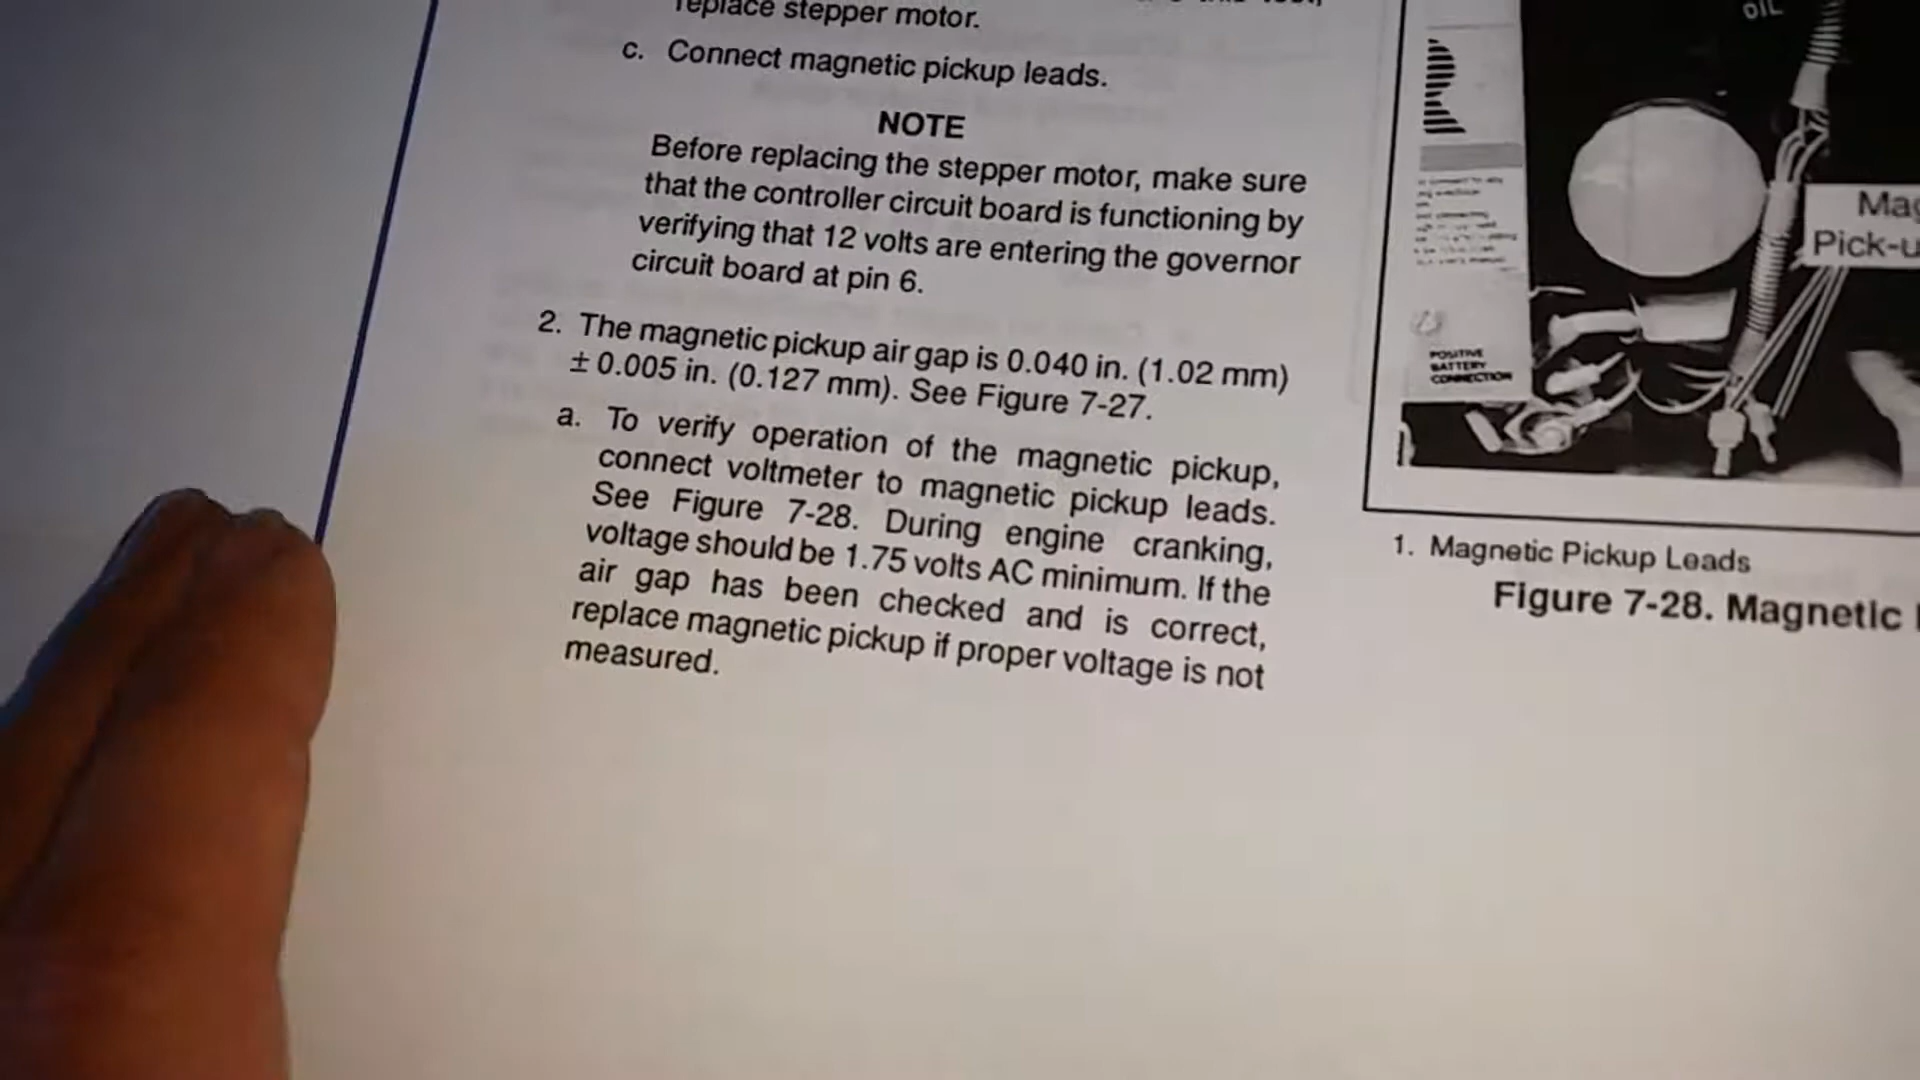 replace stepper motor.
c. Connect magnetic pickup leads.
NOTE
Before replacing the stepper motor, make sure
that the controller circuit board is functioning by
verifying that 12 volts are entering the governor
circuit board at pin 6.
2. The magnetic pickup air gap is 0.040 in. (1.02 mm)
± 0.005 in. (0.127 mm). See Figure 7-27.
a. To verify operation of the magnetic pickup,
connect voltmeter to magnetic pickup leads.
See Figure 7-28. During engine cranking,
voltage should be 1.75 volts AC minimum. If the
air gap has been checked and is correct,
replace magnetic pickup if proper voltage is not
measured.
OIL
Mag
Pick-u
POSITIVE
BATTERY
CONNECTION
1. Magnetic Pickup Leads
Figure 7-28. Magnetic